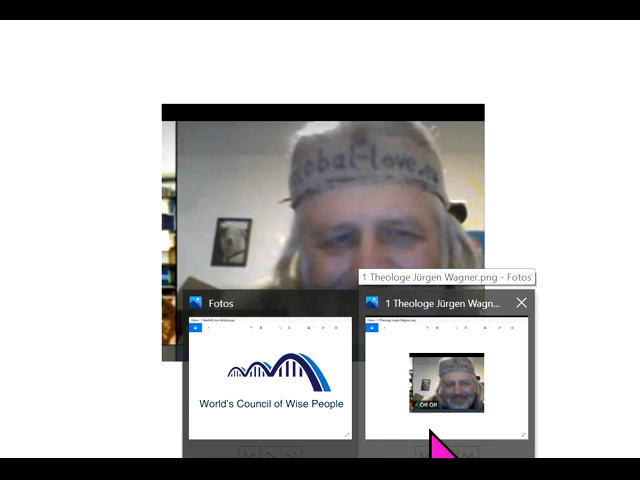 global-love.eu
1 Theologe Jürgen Wagner.png - Fotos
Fotos
1 Theologe Jürgen Wagn...
World's Council of Wise People
Off Off